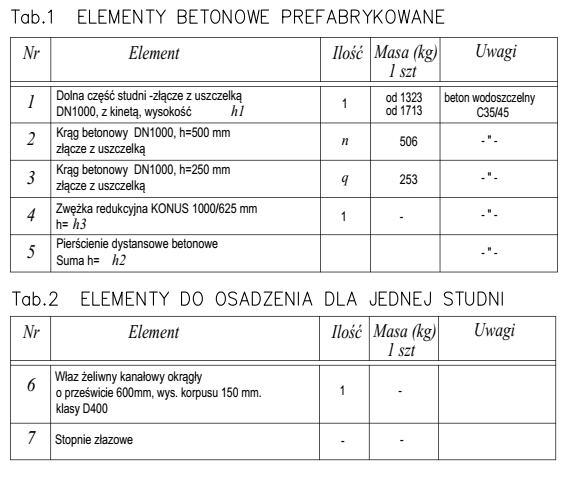 Tab.1 ELEMENTY BETONOWE PREFABRYKOWANE
Nr Element Ilość Masa (kg) Uwagi
1 szt
1 Dolna część studni -złącze z uszczelką 1 od 1323 beton wodoszczelny
DN1000, z kinetą, wysokość h1 od 1713 C35/45
2 Krąg betonowy DN1000, h=500 mm n 506 - " -
złącze z uszczelką
3 Krąg betonowy DN1000, h=250 mm q 253 - " -
złącze z uszczelką
4 Zwężka redukcyjna KONUS 1000/625 mm 1 - - " -
h= h3
5 Pierścienie dystansowe betonowe - " -
Suma h= h2
Tab.2 ELEMENTY DO OSADZENIA DLA JEDNEJ STUDNI
Nr Element Ilość Masa (kg) Uwagi
1 szt
6 Właz żeliwny kanałowy okrągły 1 -
o prześwicie 600mm, wys. korpusu 150 mm.
klasy D400
7 Stopnie złazowe - -